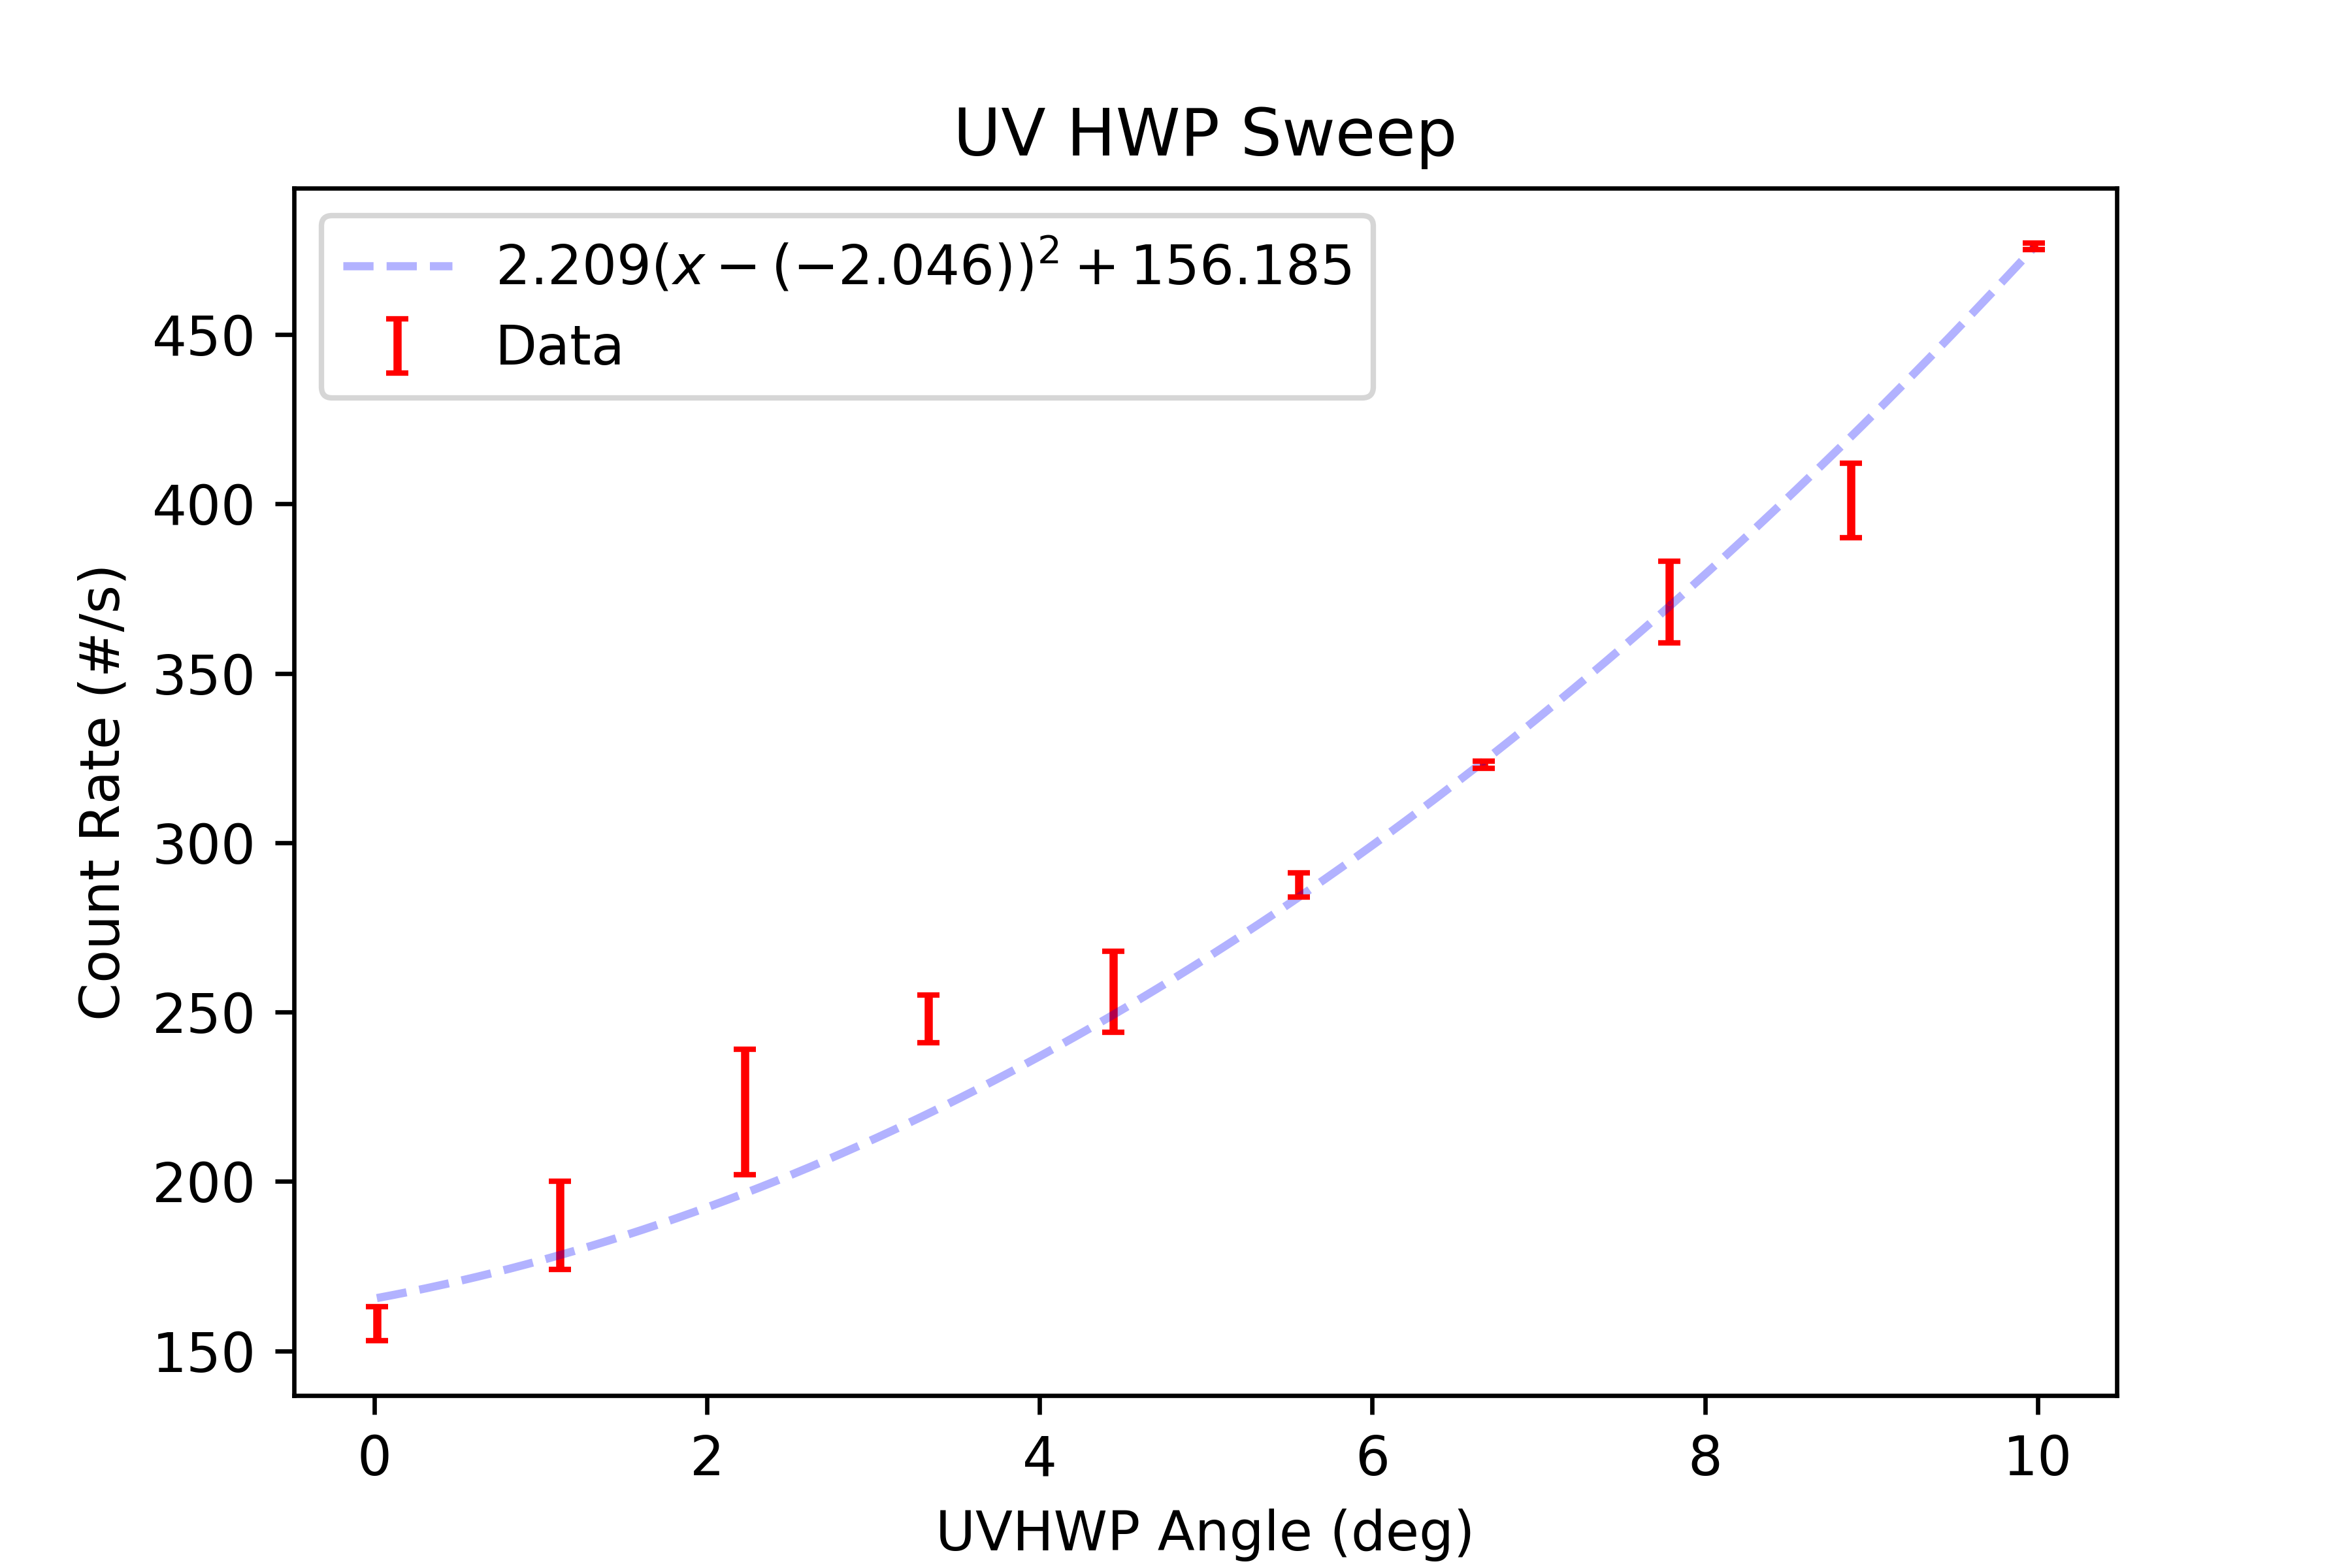 UV HWP Sweep
2.209(x − (−2.046))² + 156.185
Data
450
400
350
300
250
200
150
Count Rate (#/s)
0 2 4 6 8 10
UVHWP Angle (deg)